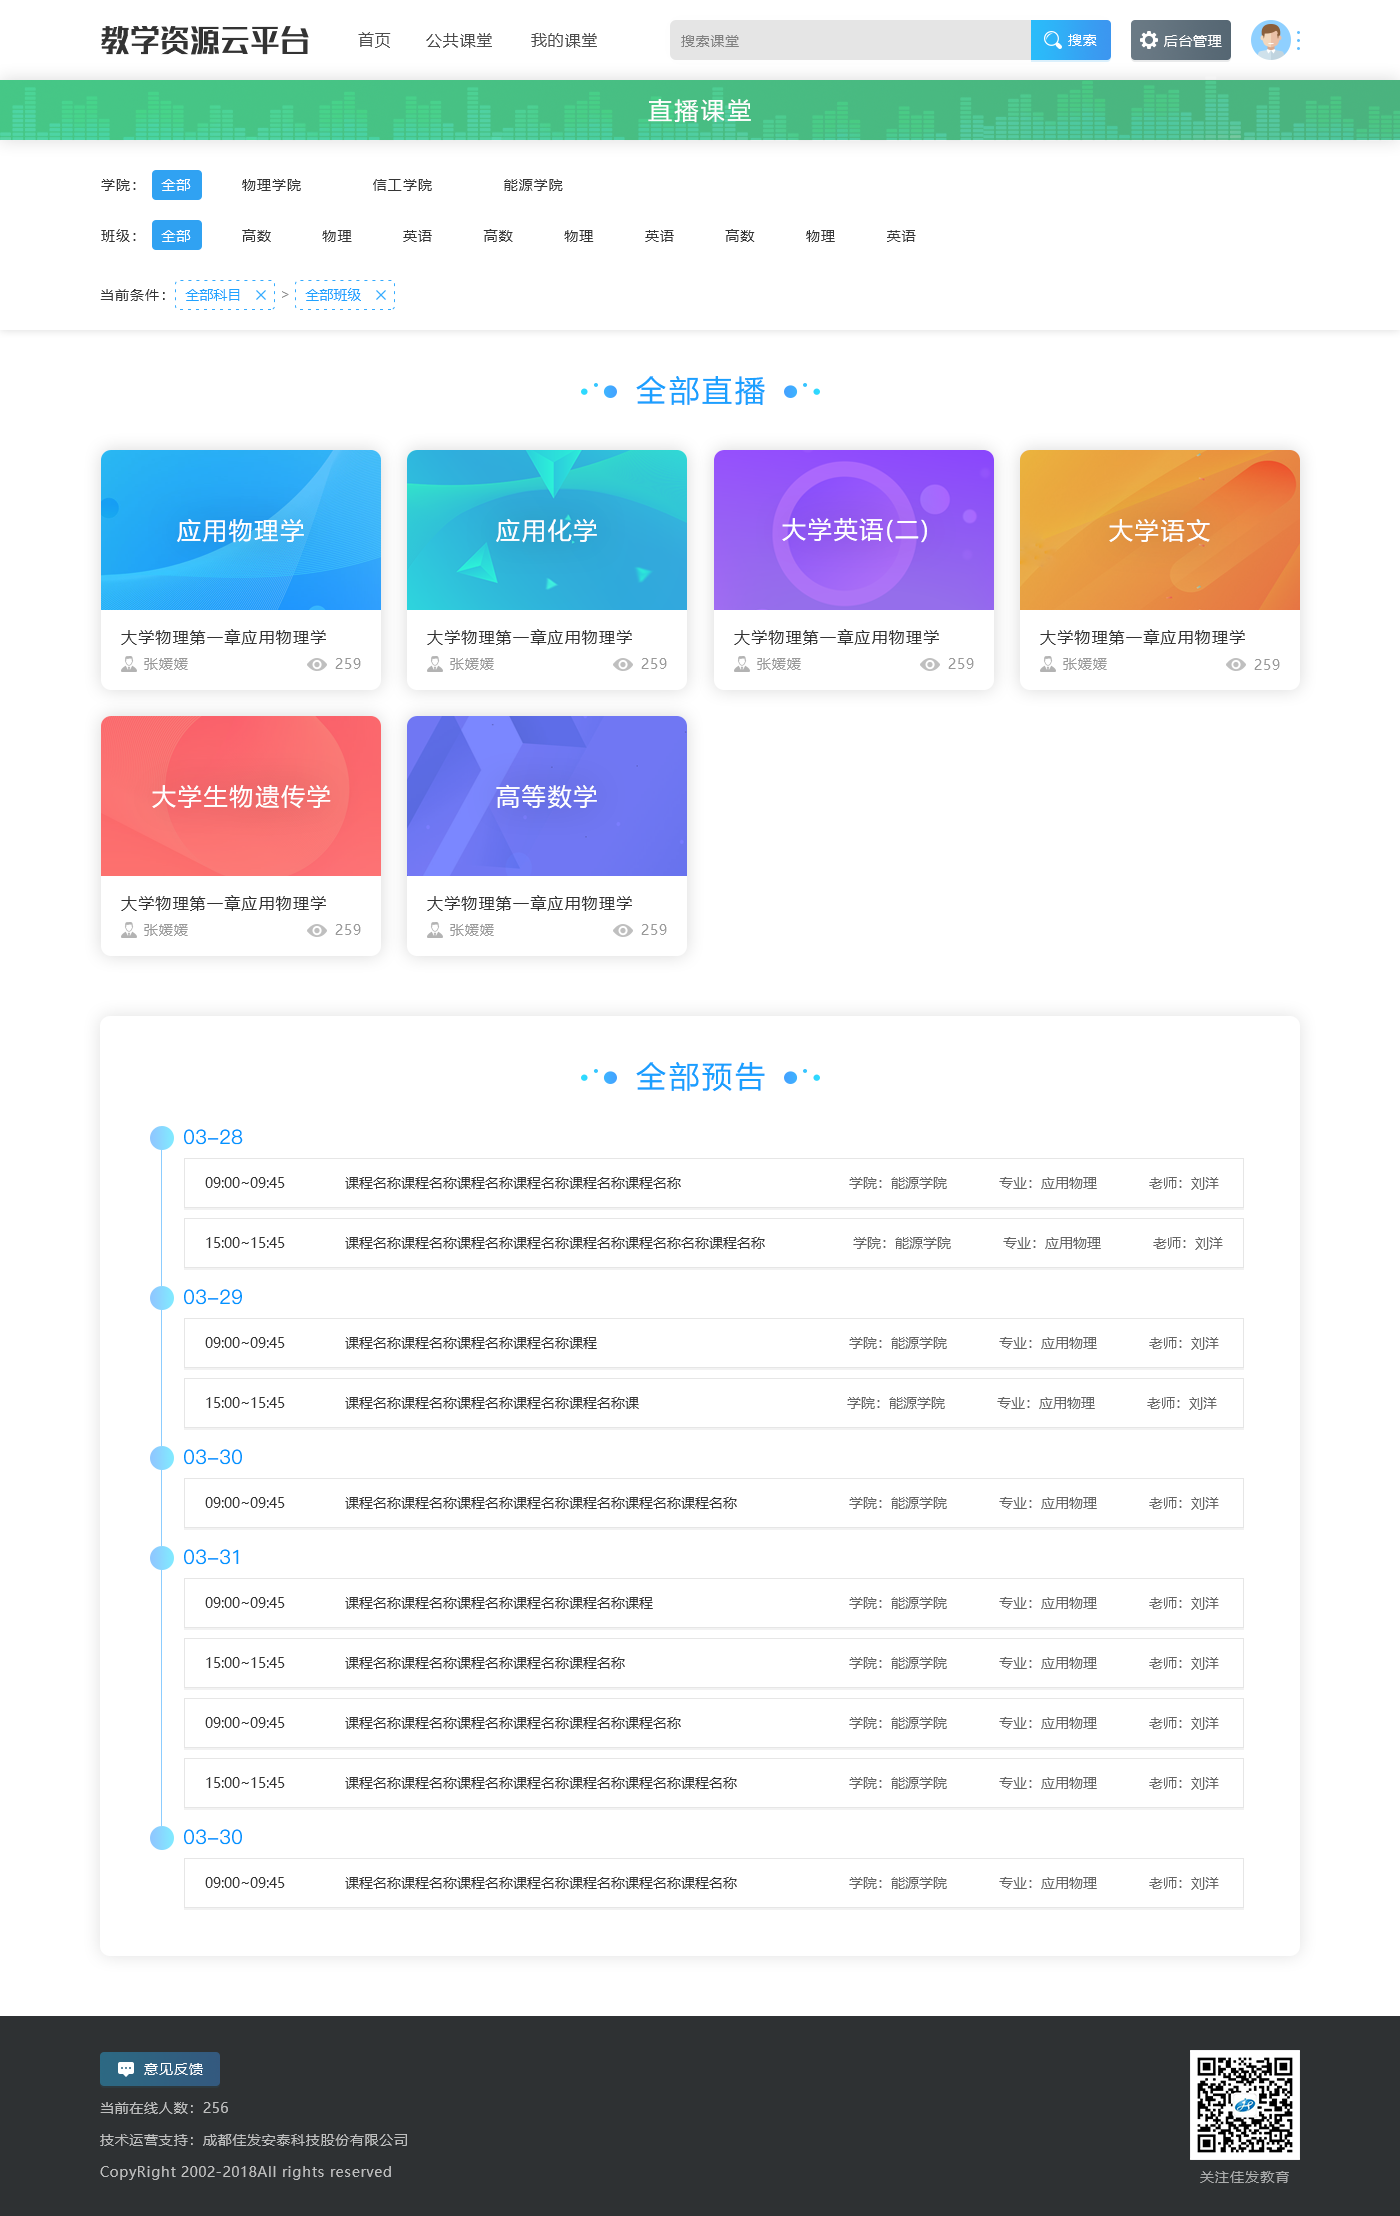 教学资源云平台 首页 公共课堂 我的课堂 搜索课堂 搜索 后台管理
直播课堂
学院： 全部 物理学院 信工学院 能源学院
班级： 全部 高数 物理 英语 高数 物理 英语 高数 物理 英语
当前条件： 全部科目 × > 全部班级 ×
全部直播
应用物理学 应用化学 大学英语(二) 大学语文
大学物理第一章应用物理学 大学物理第一章应用物理学 大学物理第一章应用物理学 大学物理第一章应用物理学
张媛媛 259 张媛媛 259 张媛媛 259 张媛媛 259
大学生物遗传学 高等数学
大学物理第一章应用物理学 大学物理第一章应用物理学
张媛媛 259 张媛媛 259
全部预告
03-28
09:00~09:45 课程名称课程名称课程名称课程名称课程名称课程名称 学院：能源学院 专业：应用物理 老师：刘洋
15:00~15:45 课程名称课程名称课程名称课程名称课程名称课程名称名称课程名称 学院：能源学院 专业：应用物理 老师：刘洋
03-29
09:00~09:45 课程名称课程名称课程名称课程名称课程 学院：能源学院 专业：应用物理 老师：刘洋
15:00~15:45 课程名称课程名称课程名称课程名称课程名称课 学院：能源学院 专业：应用物理 老师：刘洋
03-30
09:00~09:45 课程名称课程名称课程名称课程名称课程名称课程名称课程名称 学院：能源学院 专业：应用物理 老师：刘洋
03-31
09:00~09:45 课程名称课程名称课程名称课程名称课程名称课程 学院：能源学院 专业：应用物理 老师：刘洋
15:00~15:45 课程名称课程名称课程名称课程名称课程名称 学院：能源学院 专业：应用物理 老师：刘洋
09:00~09:45 课程名称课程名称课程名称课程名称课程名称课程名称 学院：能源学院 专业：应用物理 老师：刘洋
15:00~15:45 课程名称课程名称课程名称课程名称课程名称课程名称课程名称 学院：能源学院 专业：应用物理 老师：刘洋
03-30
09:00~09:45 课程名称课程名称课程名称课程名称课程名称课程名称课程名称 学院：能源学院 专业：应用物理 老师：刘洋
意见反馈
当前在线人数：256
技术运营支持：成都佳发安泰科技股份有限公司
CopyRight 2002-2018All rights reserved
关注佳发教育